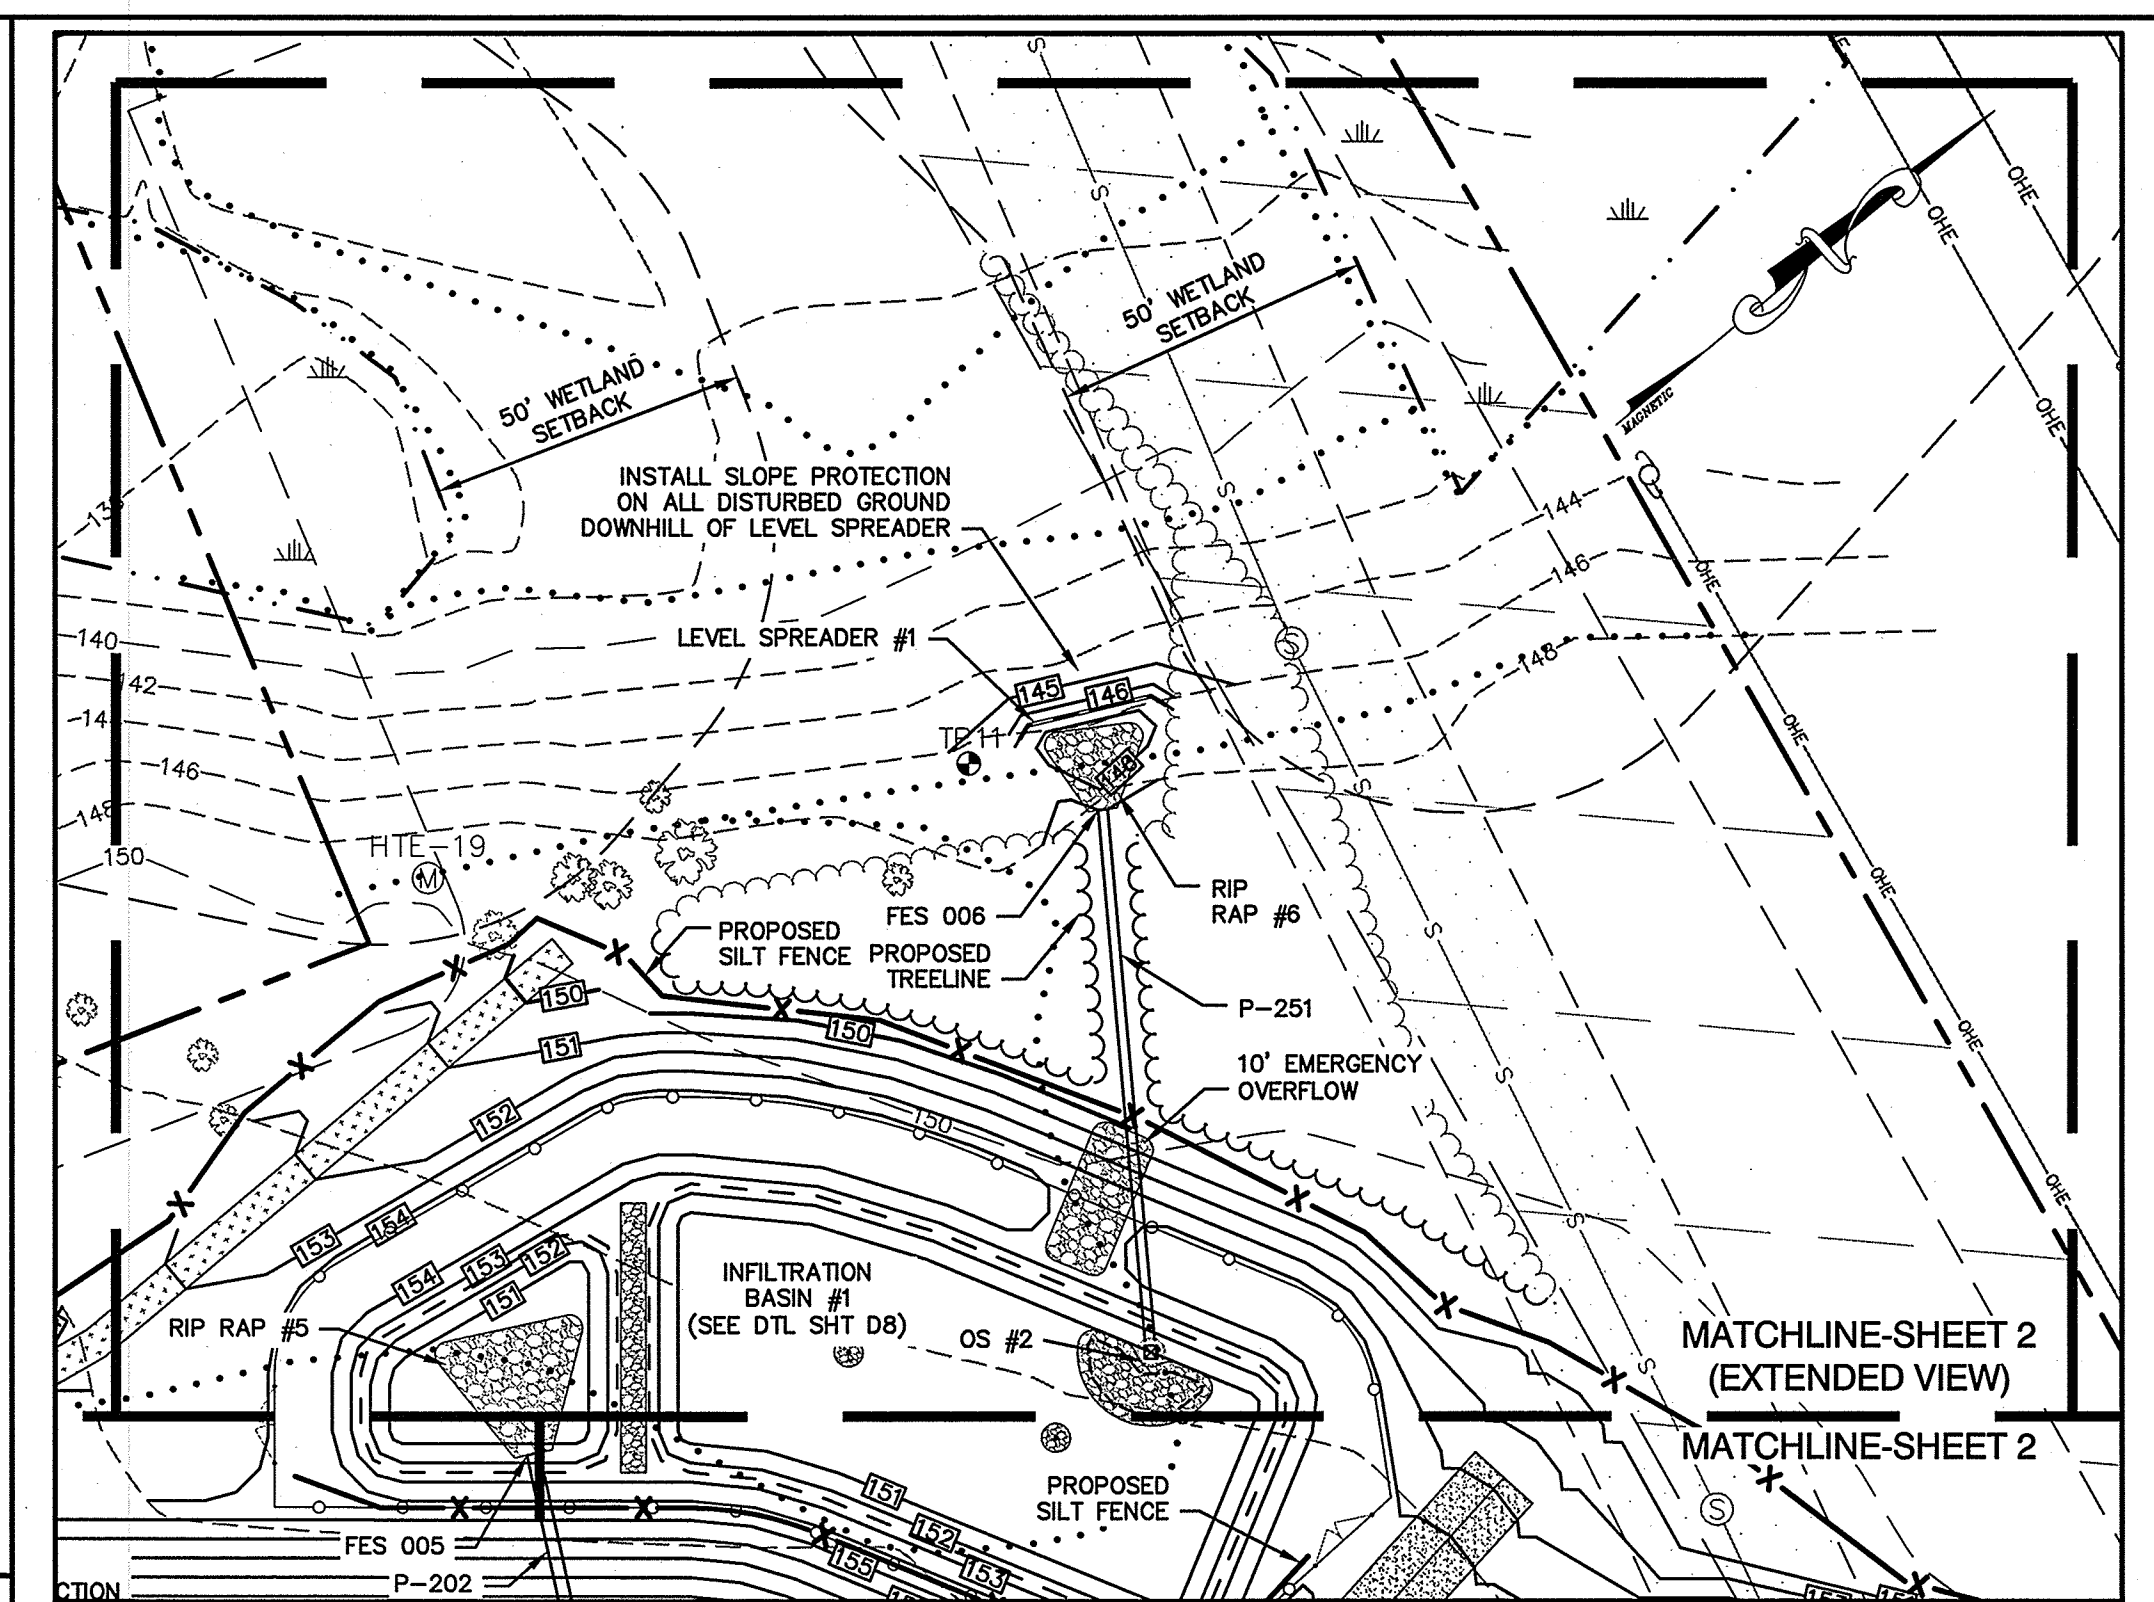 S
OHE
OHE
OHE
S
50' WETLAND
SETBACK
MAGNETIC
OHE
50' WETLAND
SETBACK
INSTALL SLOPE PROTECTION
ON ALL DISTURBED GROUND
DOWNHILL OF LEVEL SPREADER
S
144
146
OHE
140
LEVEL SPREADER #1
S
148
142
145
146
TP 11
OHE
146
148
S
148
150
HTE-19
M
OHE
RIP
RAP #6
FES 006
PROPOSED
SILT FENCE
PROPOSED
TREELINE
S
150
P-251
150
151
OHE
10' EMERGENCY
OVERFLOW
S
152
150
OHE
153
154
S
154
153
152
151
INFILTRATION
BASIN #1
(SEE DTL SHT D8)
RIP RAP #5
OS #2
S
MATCHLINE-SHEET 2
(EXTENDED VIEW)
MATCHLINE-SHEET 2
151
PROPOSED
SILT FENCE
S
152
FES 005
155
153
P-202
CTION